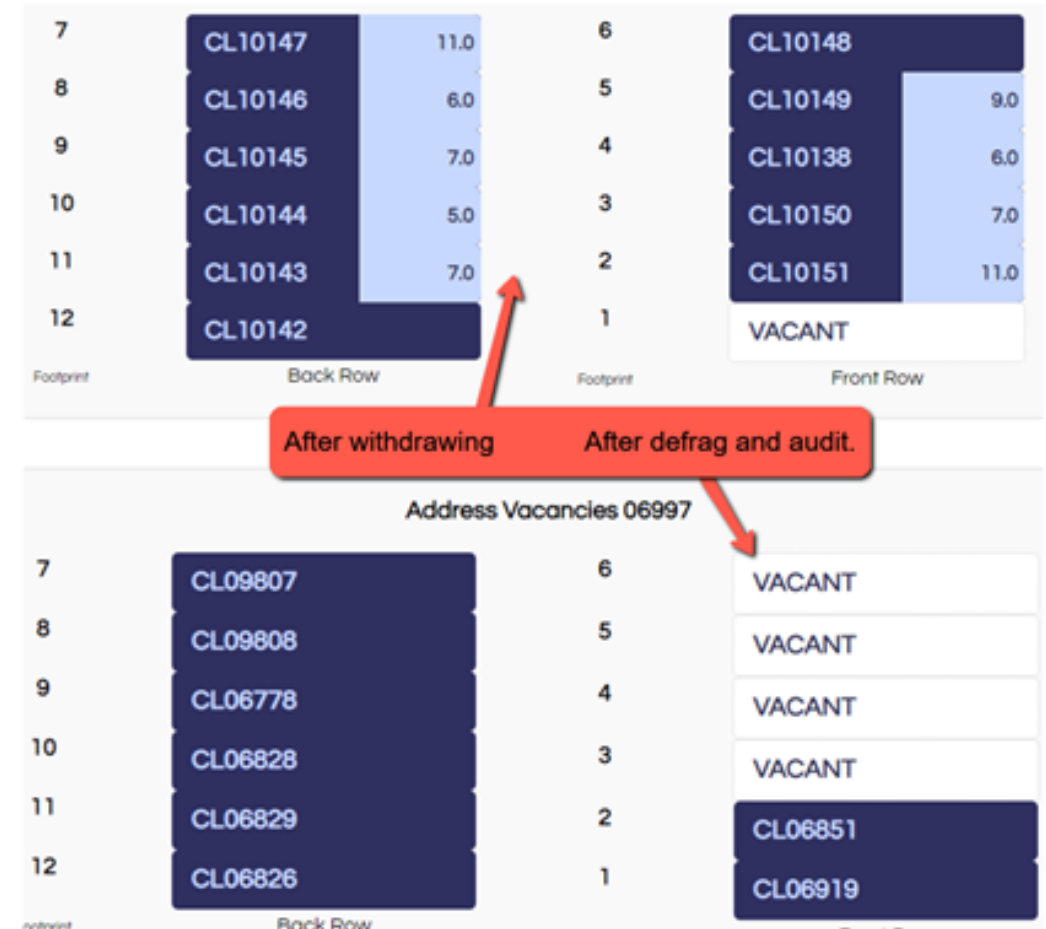 7 CL10147 11.0 6 CL10148
8 CL10146 6.0 5 CL10149 9.0
9 CL10145 7.0 4 CL10138 6.0
10 CL10144 5.0 3 CL10150 7.0
11 CL10143 7.0 2 CL10151 11.0
12 CL10142 1 VACANT
Footprint Back Row Footprint Front Row
After withdrawing After defrag and audit.
Address Vacancies 06997
7 CL09807 6 VACANT
8 CL09808 5 VACANT
9 CL06778 4 VACANT
10 CL06828 3 VACANT
11 CL06829 2 CL06851
12 CL06826 1 CL06919
Back Row